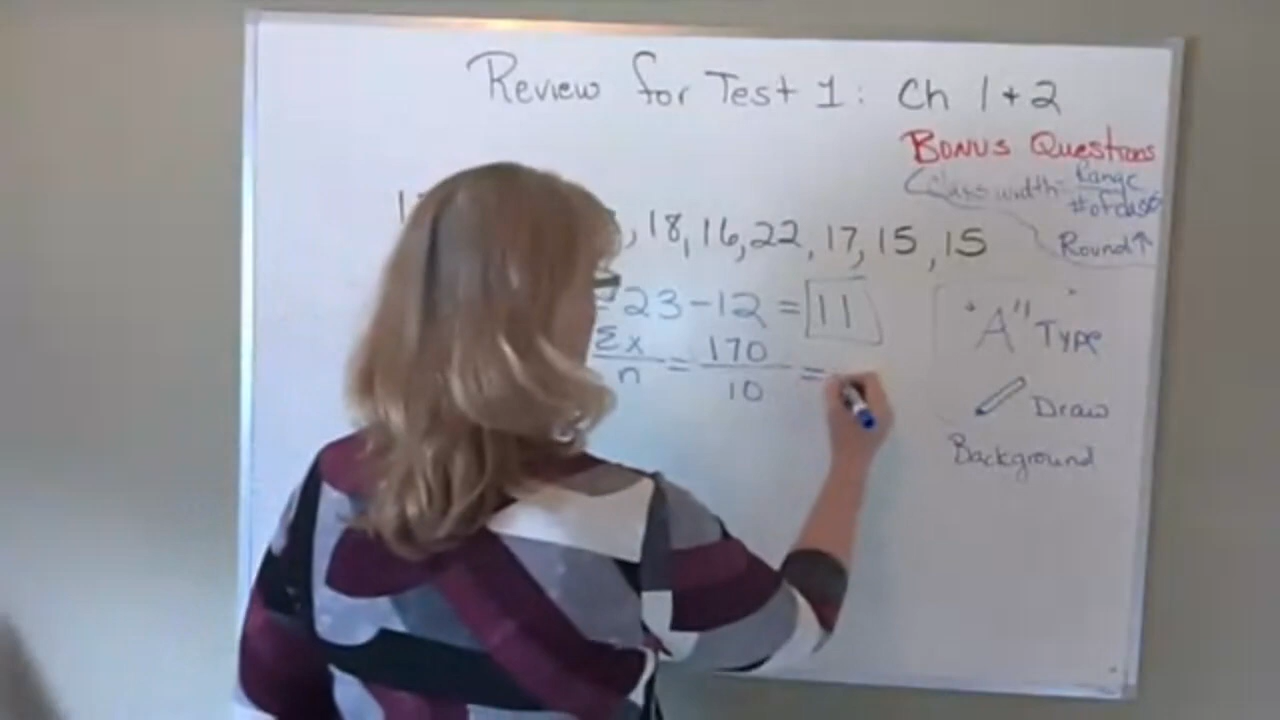 Review for Test 1: Ch 1 + 2
BONUS Questions
Class width = Range
# of class
Round ↑
, 18, 16, 22, 17, 15, 15
23 - 12 = 11
Σx
n
= 170
10
=
"A" Type
Draw
Background